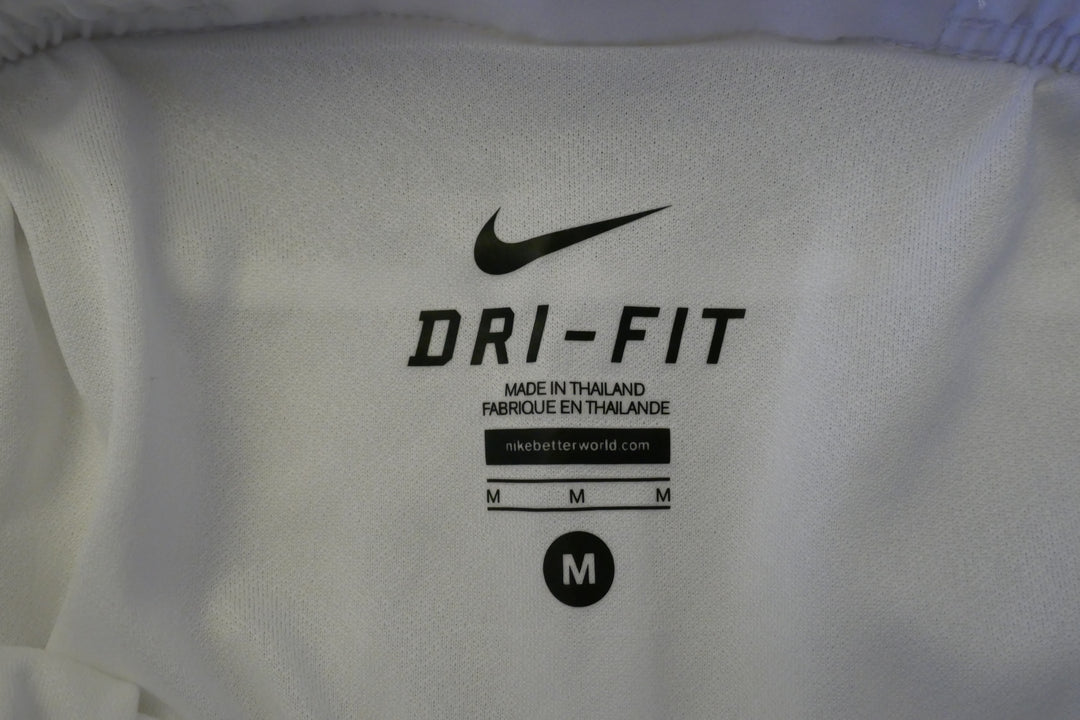 DRI-FIT
MADE IN THAILAND
FABRIQUE EN THAILANDE
nikebetterworld.com
M M M
M